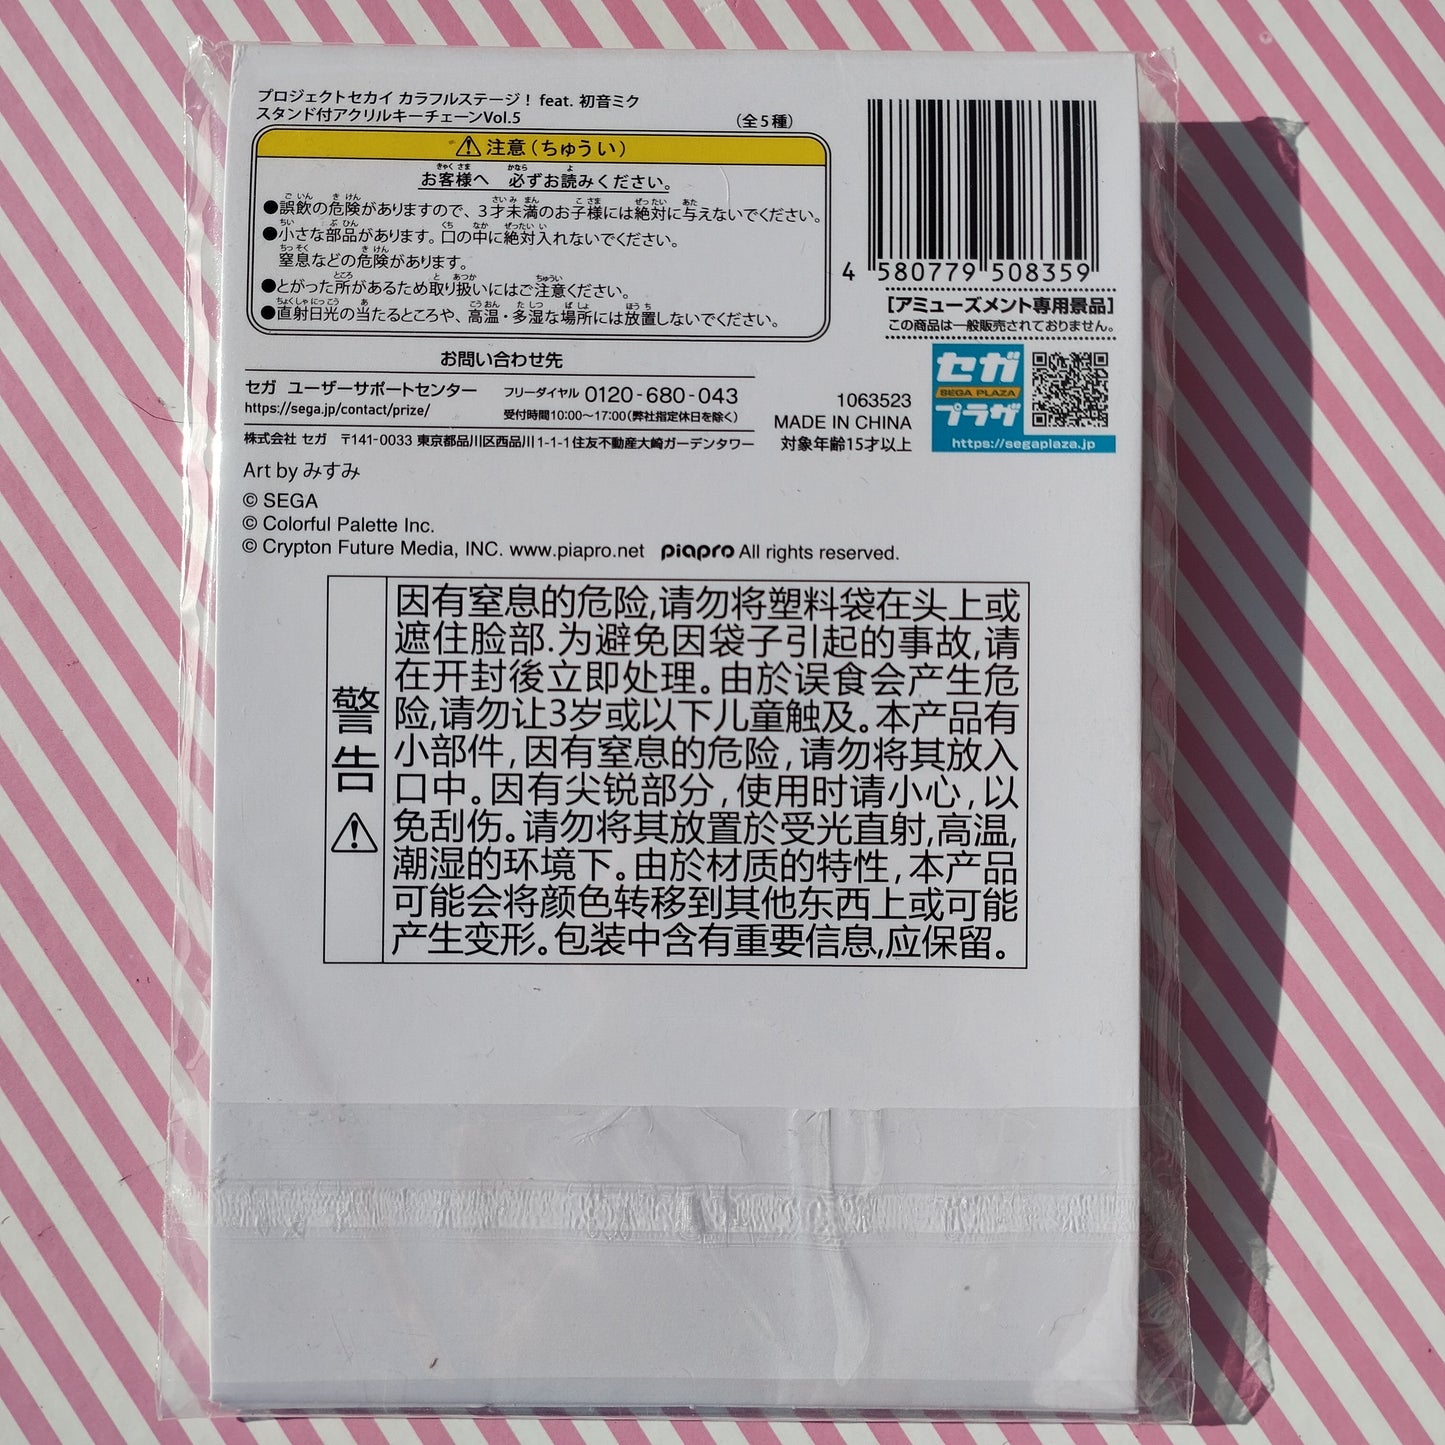 プロジェクトセカイ カラフルステージ！ feat. 初音ミク
スタンド付アクリルキーチェーンVol.5
（全5種）
⚠ 注意（ちゅうい）
お客様へ 必ずお読みください。
●誤飲の危険がありますので、3才未満のお子様には絶対に与えないでください。
●小さな部品があります。口の中に絶対入れないでください。
窒息などの危険があります。
●とがった所があるため取り扱いにはご注意ください。
●直射日光の当たるところや、高温・多湿な場所には放置しないでください。
4 580779 508359
[アミューズメント専用景品]
この商品は一般販売されておりません。
お問い合わせ先
セガ ユーザーサポートセンター
https://sega.jp/contact/prize/
フリーダイヤル 0120-680-043
受付時間10:00〜17:00（弊社指定休日を除く）
株式会社 セガ 〒141-0033 東京都品川区西品川1-1-1住友不動産大崎ガーデンタワー
1063523
MADE IN CHINA
対象年齢15才以上
セガ
SEGA PLAZA
プラザ
https://segaplaza.jp
Art by みすみ
© SEGA
© Colorful Palette Inc.
© Crypton Future Media, INC. www.piapro.net piapro All rights reserved.
警告⚠
因有窒息的危险,请勿将塑料袋在头上或
遮住脸部.为避免因袋子引起的事故,请
在开封後立即处理。由於误食会产生危
险,请勿让3岁或以下儿童触及。本产品有
小部件,因有窒息的危险,请勿将其放入
口中。因有尖锐部分,使用时请小心,以
免刮伤。请勿将其放置於受光直射,高温,
潮湿的环境下。由於材质的特性,本产品
可能会将颜色转移到其他东西上或可能
产生变形。包装中含有重要信息,应保留。